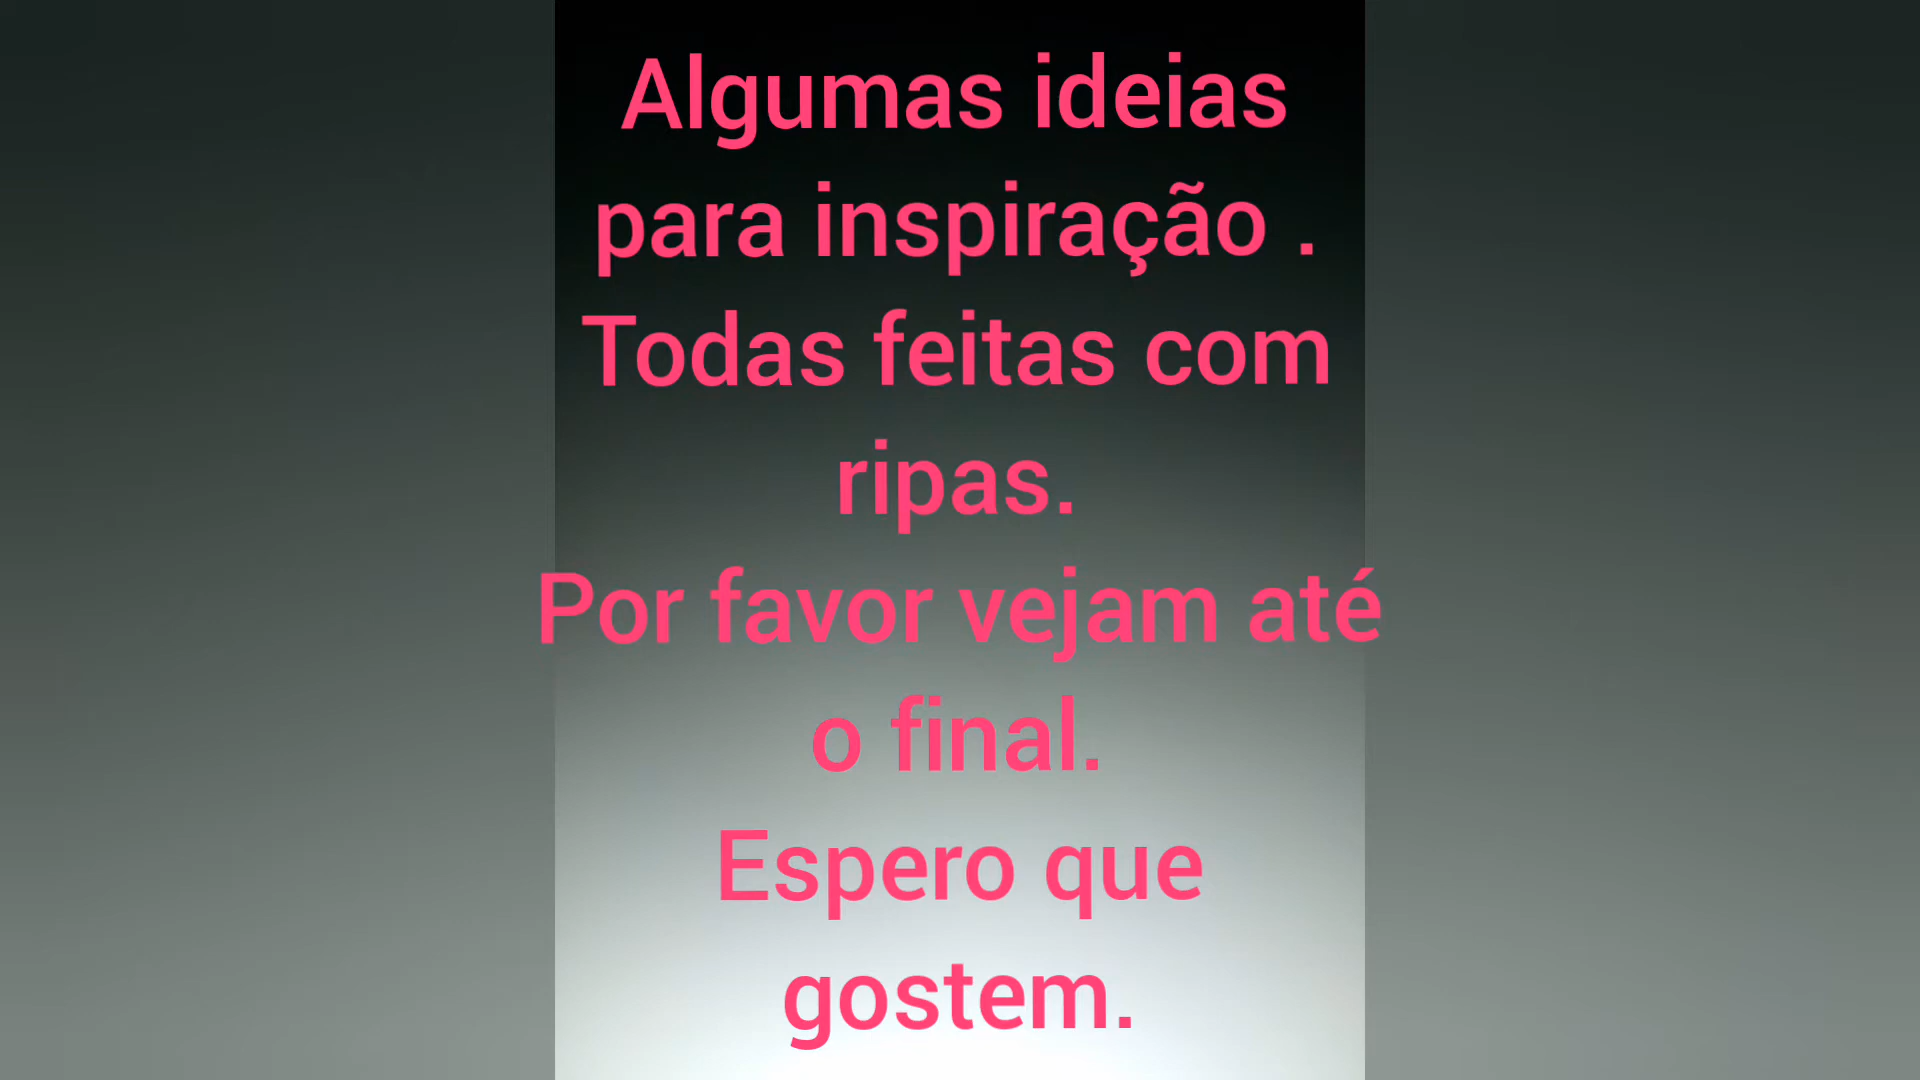 Algumas ideias
para inspiração .
Todas feitas com
ripas.
Por favor vejam até
o final.
Espero que
gostem.